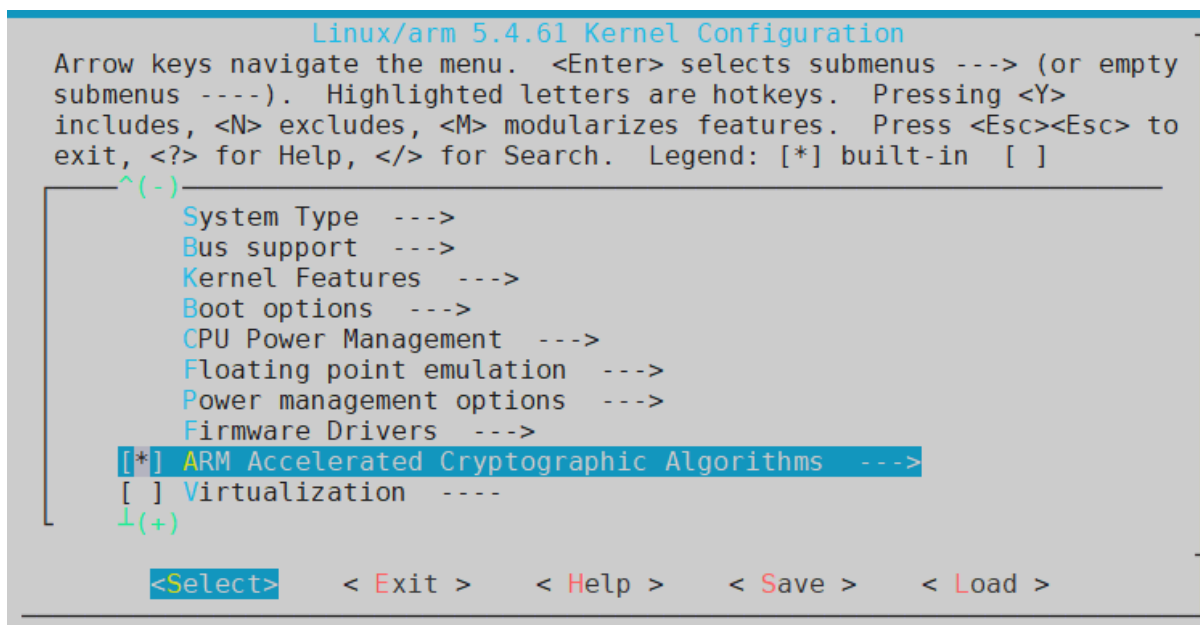 Linux/arm 5.4.61 Kernel Configuration
Arrow keys navigate the menu.  <Enter> selects submenus ---> (or empty
submenus ----).  Highlighted letters are hotkeys.  Pressing <Y>
includes, <N> excludes, <M> modularizes features.  Press <Esc><Esc> to
exit, <?> for Help, </> for Search.  Legend: [*] built-in  [ ]
^(-)
System Type  --->
Bus support  --->
Kernel Features  --->
Boot options  --->
CPU Power Management  --->
Floating point emulation  --->
Power management options  --->
Firmware Drivers  --->
[*] ARM Accelerated Cryptographic Algorithms  --->
[ ] Virtualization  ----
┴(+)
<Select>    < Exit >    < Help >    < Save >    < Load >